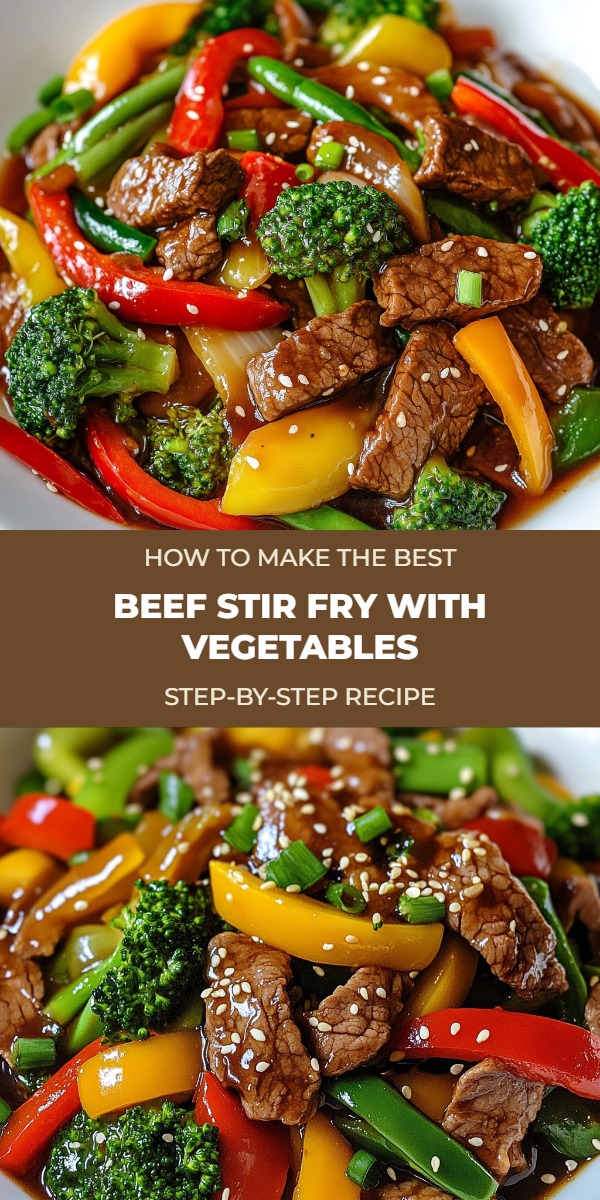 HOW TO MAKE THE BEST
BEEF STIR FRY WITH
VEGETABLES
STEP-BY-STEP RECIPE